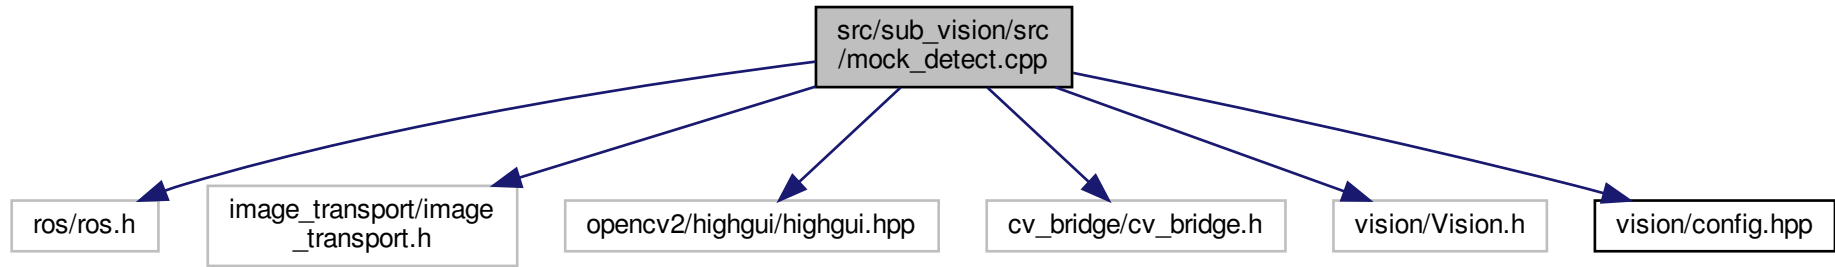 src/sub_vision/src
/mock_detect.cpp
ros/ros.h
image_transport/image
_transport.h
opencv2/highgui/highgui.hpp
cv_bridge/cv_bridge.h
vision/Vision.h
vision/config.hpp